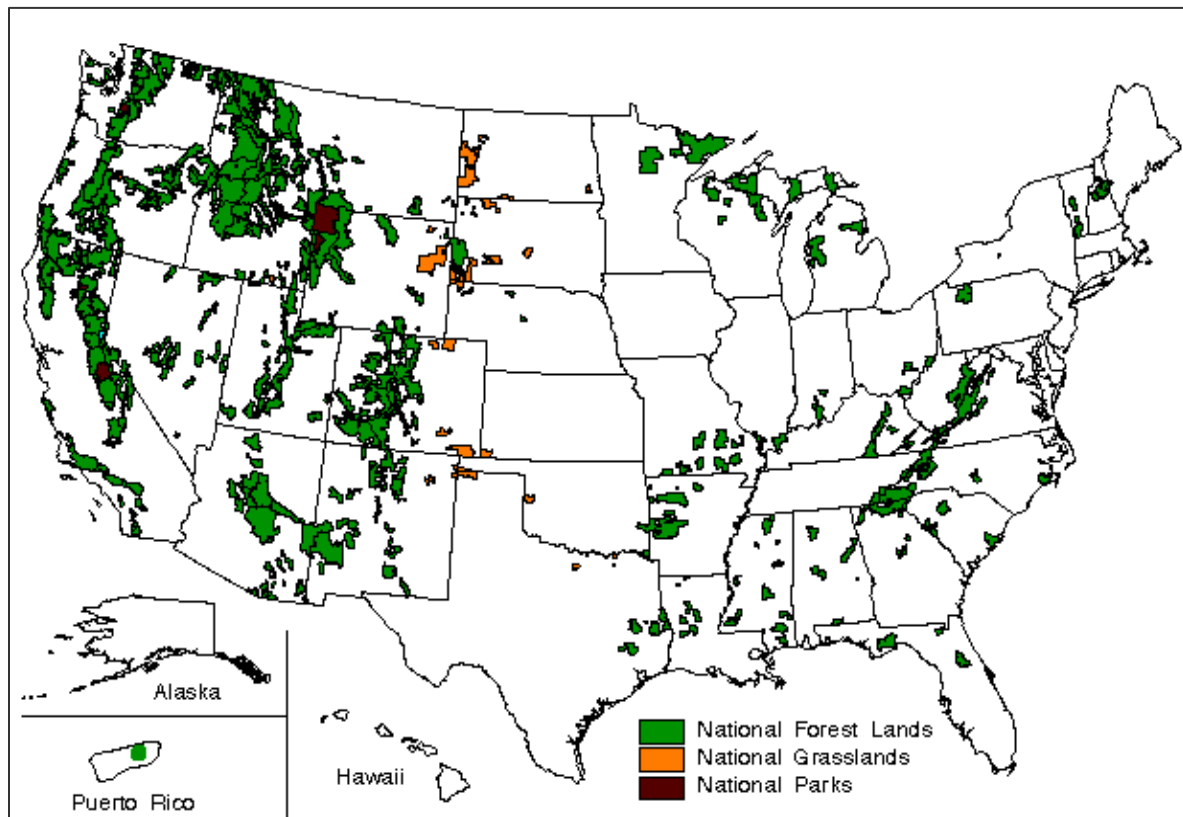 Alaska
Puerto Rico
Hawaii
National Forest Lands
National Grasslands
National Parks